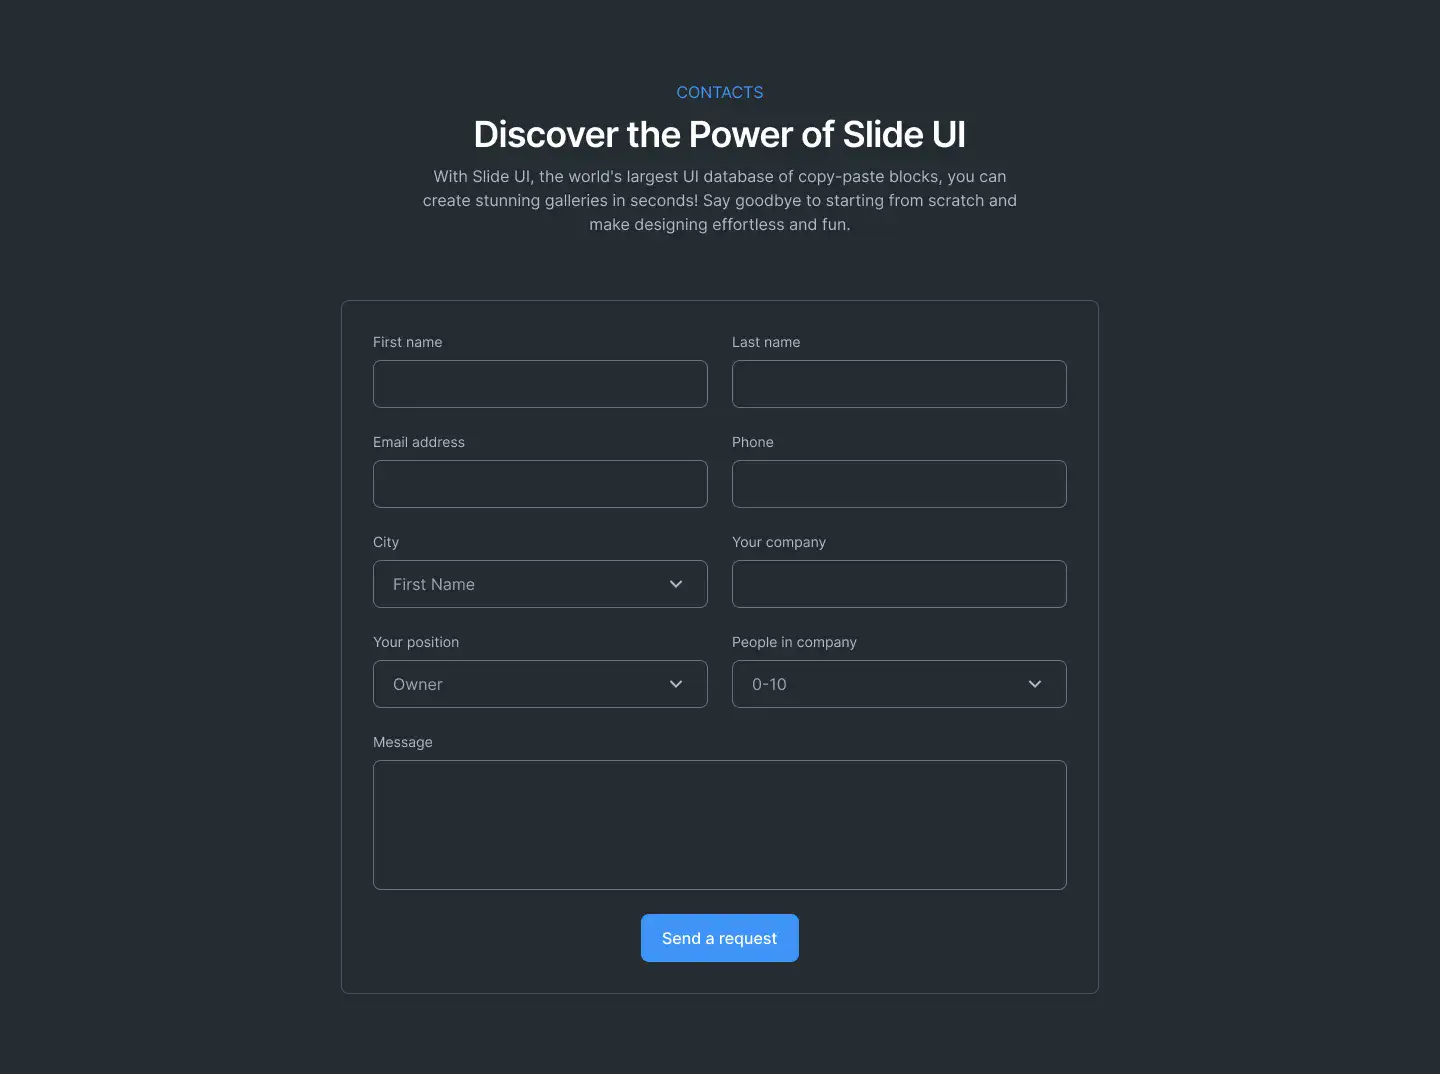 CONTACTS
Discover the Power of Slide UI
With Slide UI, the world's largest UI database of copy-paste blocks, you can
create stunning galleries in seconds! Say goodbye to starting from scratch and
make designing effortless and fun.
First name
Last name
Email address
Phone
City
Your company
First Name
Your position
People in company
Owner
0-10
Message
Send a request